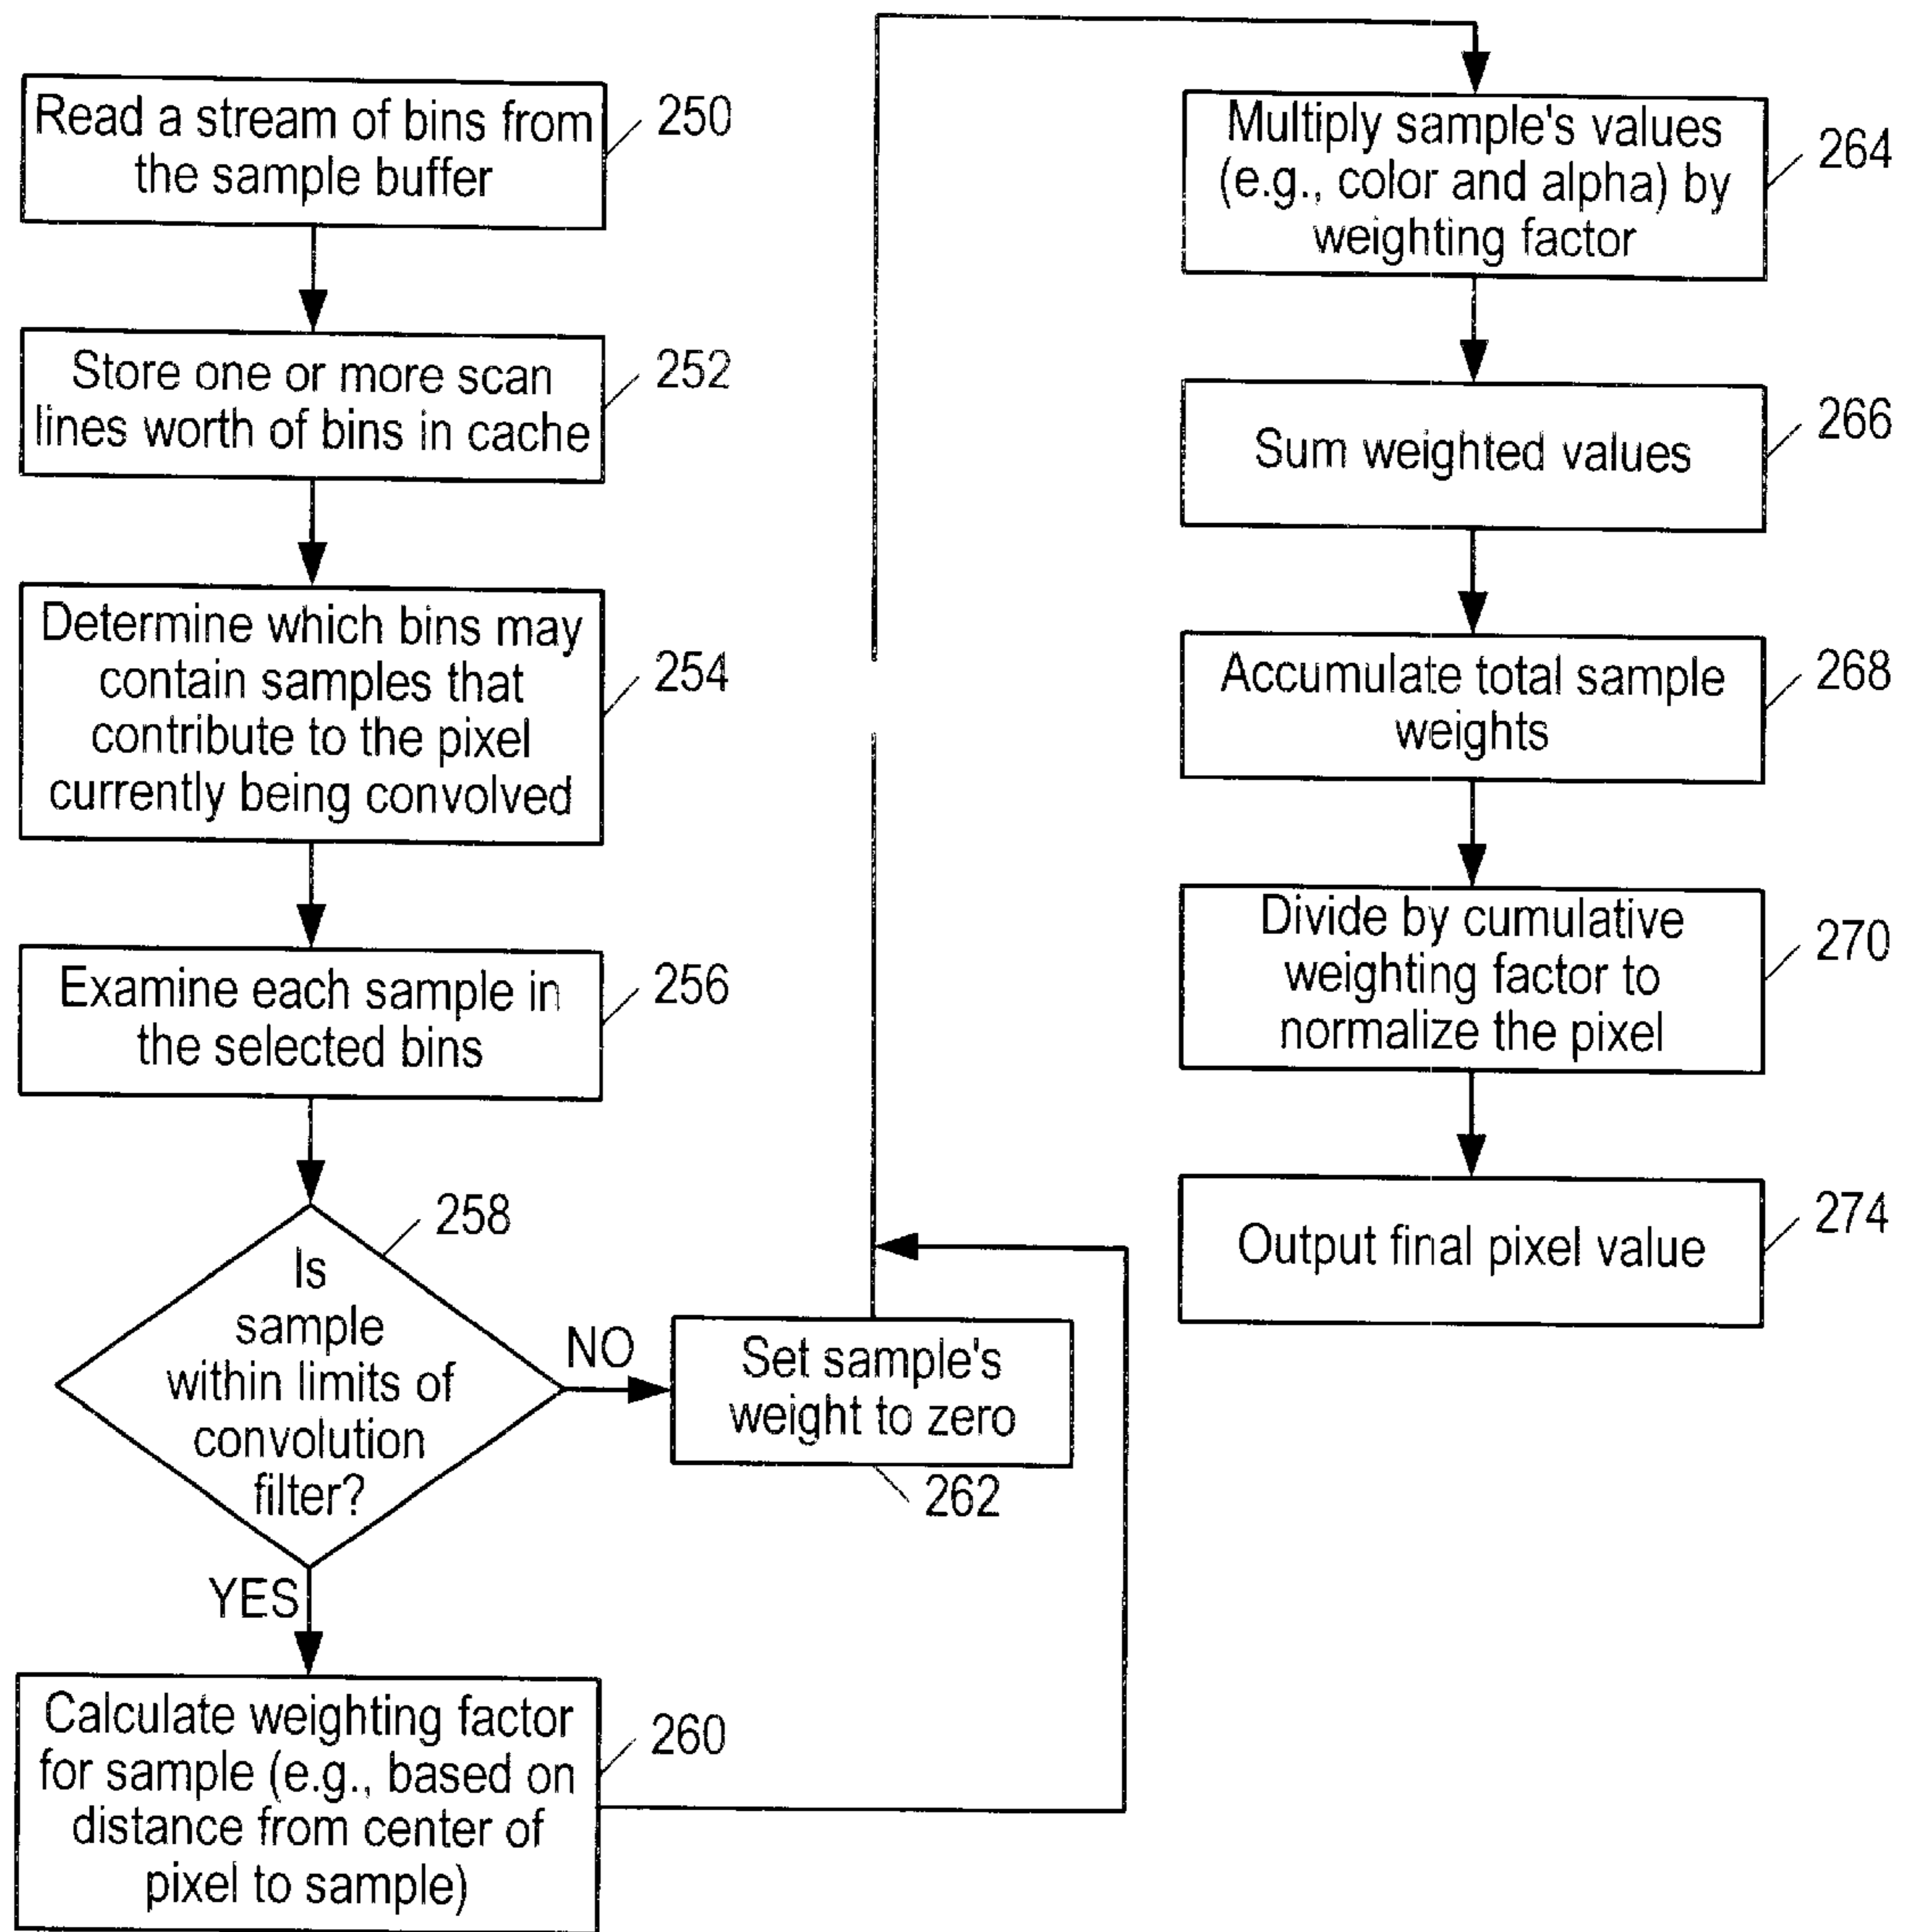 Read a stream of bins from
the sample buffer
250
Store one or more scan
lines worth of bins in cache
252
Determine which bins may
contain samples that
contribute to the pixel
currently being convolved
254
Examine each sample in
the selected bins
256
Is
sample
within limits of
convolution
filter?
258
NO
Set sample's
weight to zero
262
YES
Calculate weighting factor
for sample (e.g., based on
distance from center of
pixel to sample)
260
Multiply sample's values
(e.g., color and alpha) by
weighting factor
264
Sum weighted values
266
Accumulate total sample
weights
268
Divide by cumulative
weighting factor to
normalize the pixel
270
Output final pixel value
274